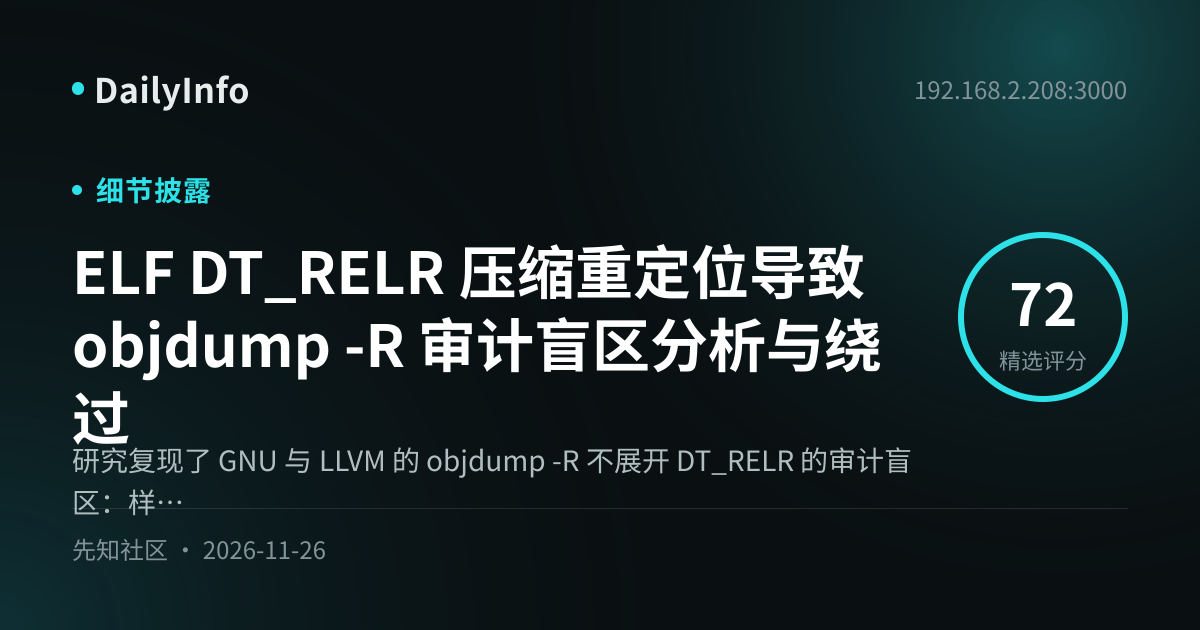 DailyInfo
192.168.2.208:3000
细节披露
ELF DT_RELR 压缩重定位导致
objdump -R 审计盲区分析与绕
过
72
精选评分
研究复现了 GNU 与 LLVM 的 objdump -R 不展开 DT_RELR 的审计盲
区：样…
先知社区 · 2026-11-26